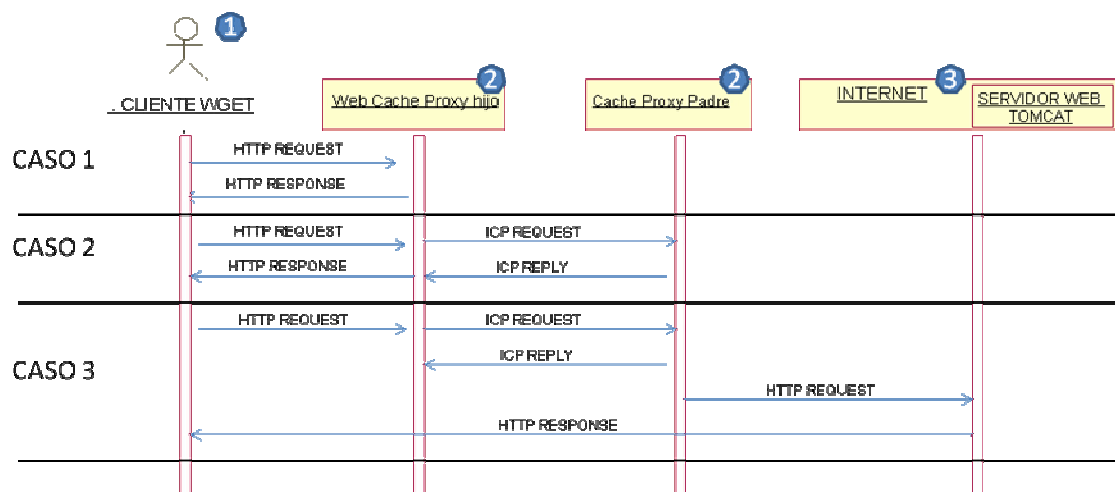 1
. CLIENTE WGET
2
Web Cache Proxy hijo
2
Cache Proxy Padre
3
INTERNET
SERVIDOR WEB
TOMCAT
CASO 1
HTTP REQUEST
HTTP RESPONSE
CASO 2
HTTP REQUEST
ICP REQUEST
HTTP RESPONSE
ICP REPLY
CASO 3
HTTP REQUEST
ICP REQUEST
ICP REPLY
HTTP REQUEST
HTTP RESPONSE